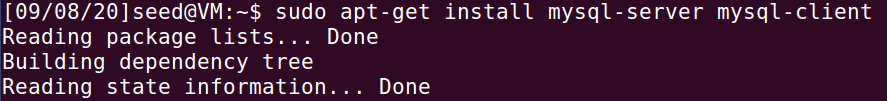 [09/08/20]seed@VM:~$ sudo apt-get install mysql-server mysql-client
Reading package lists... Done
Building dependency tree
Reading state information... Done